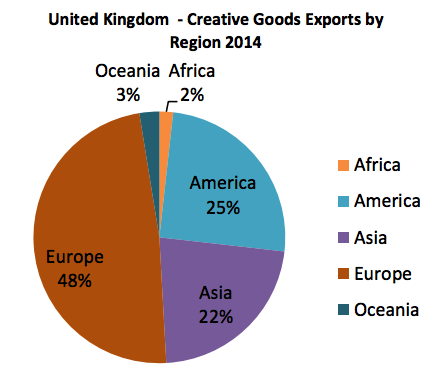 United Kingdom - Creative Goods Exports by
Region 2014
Oceania
3%
Africa
2%
America
25%
Europe
48%
Asia
22%
Africa
America
Asia
Europe
Oceania